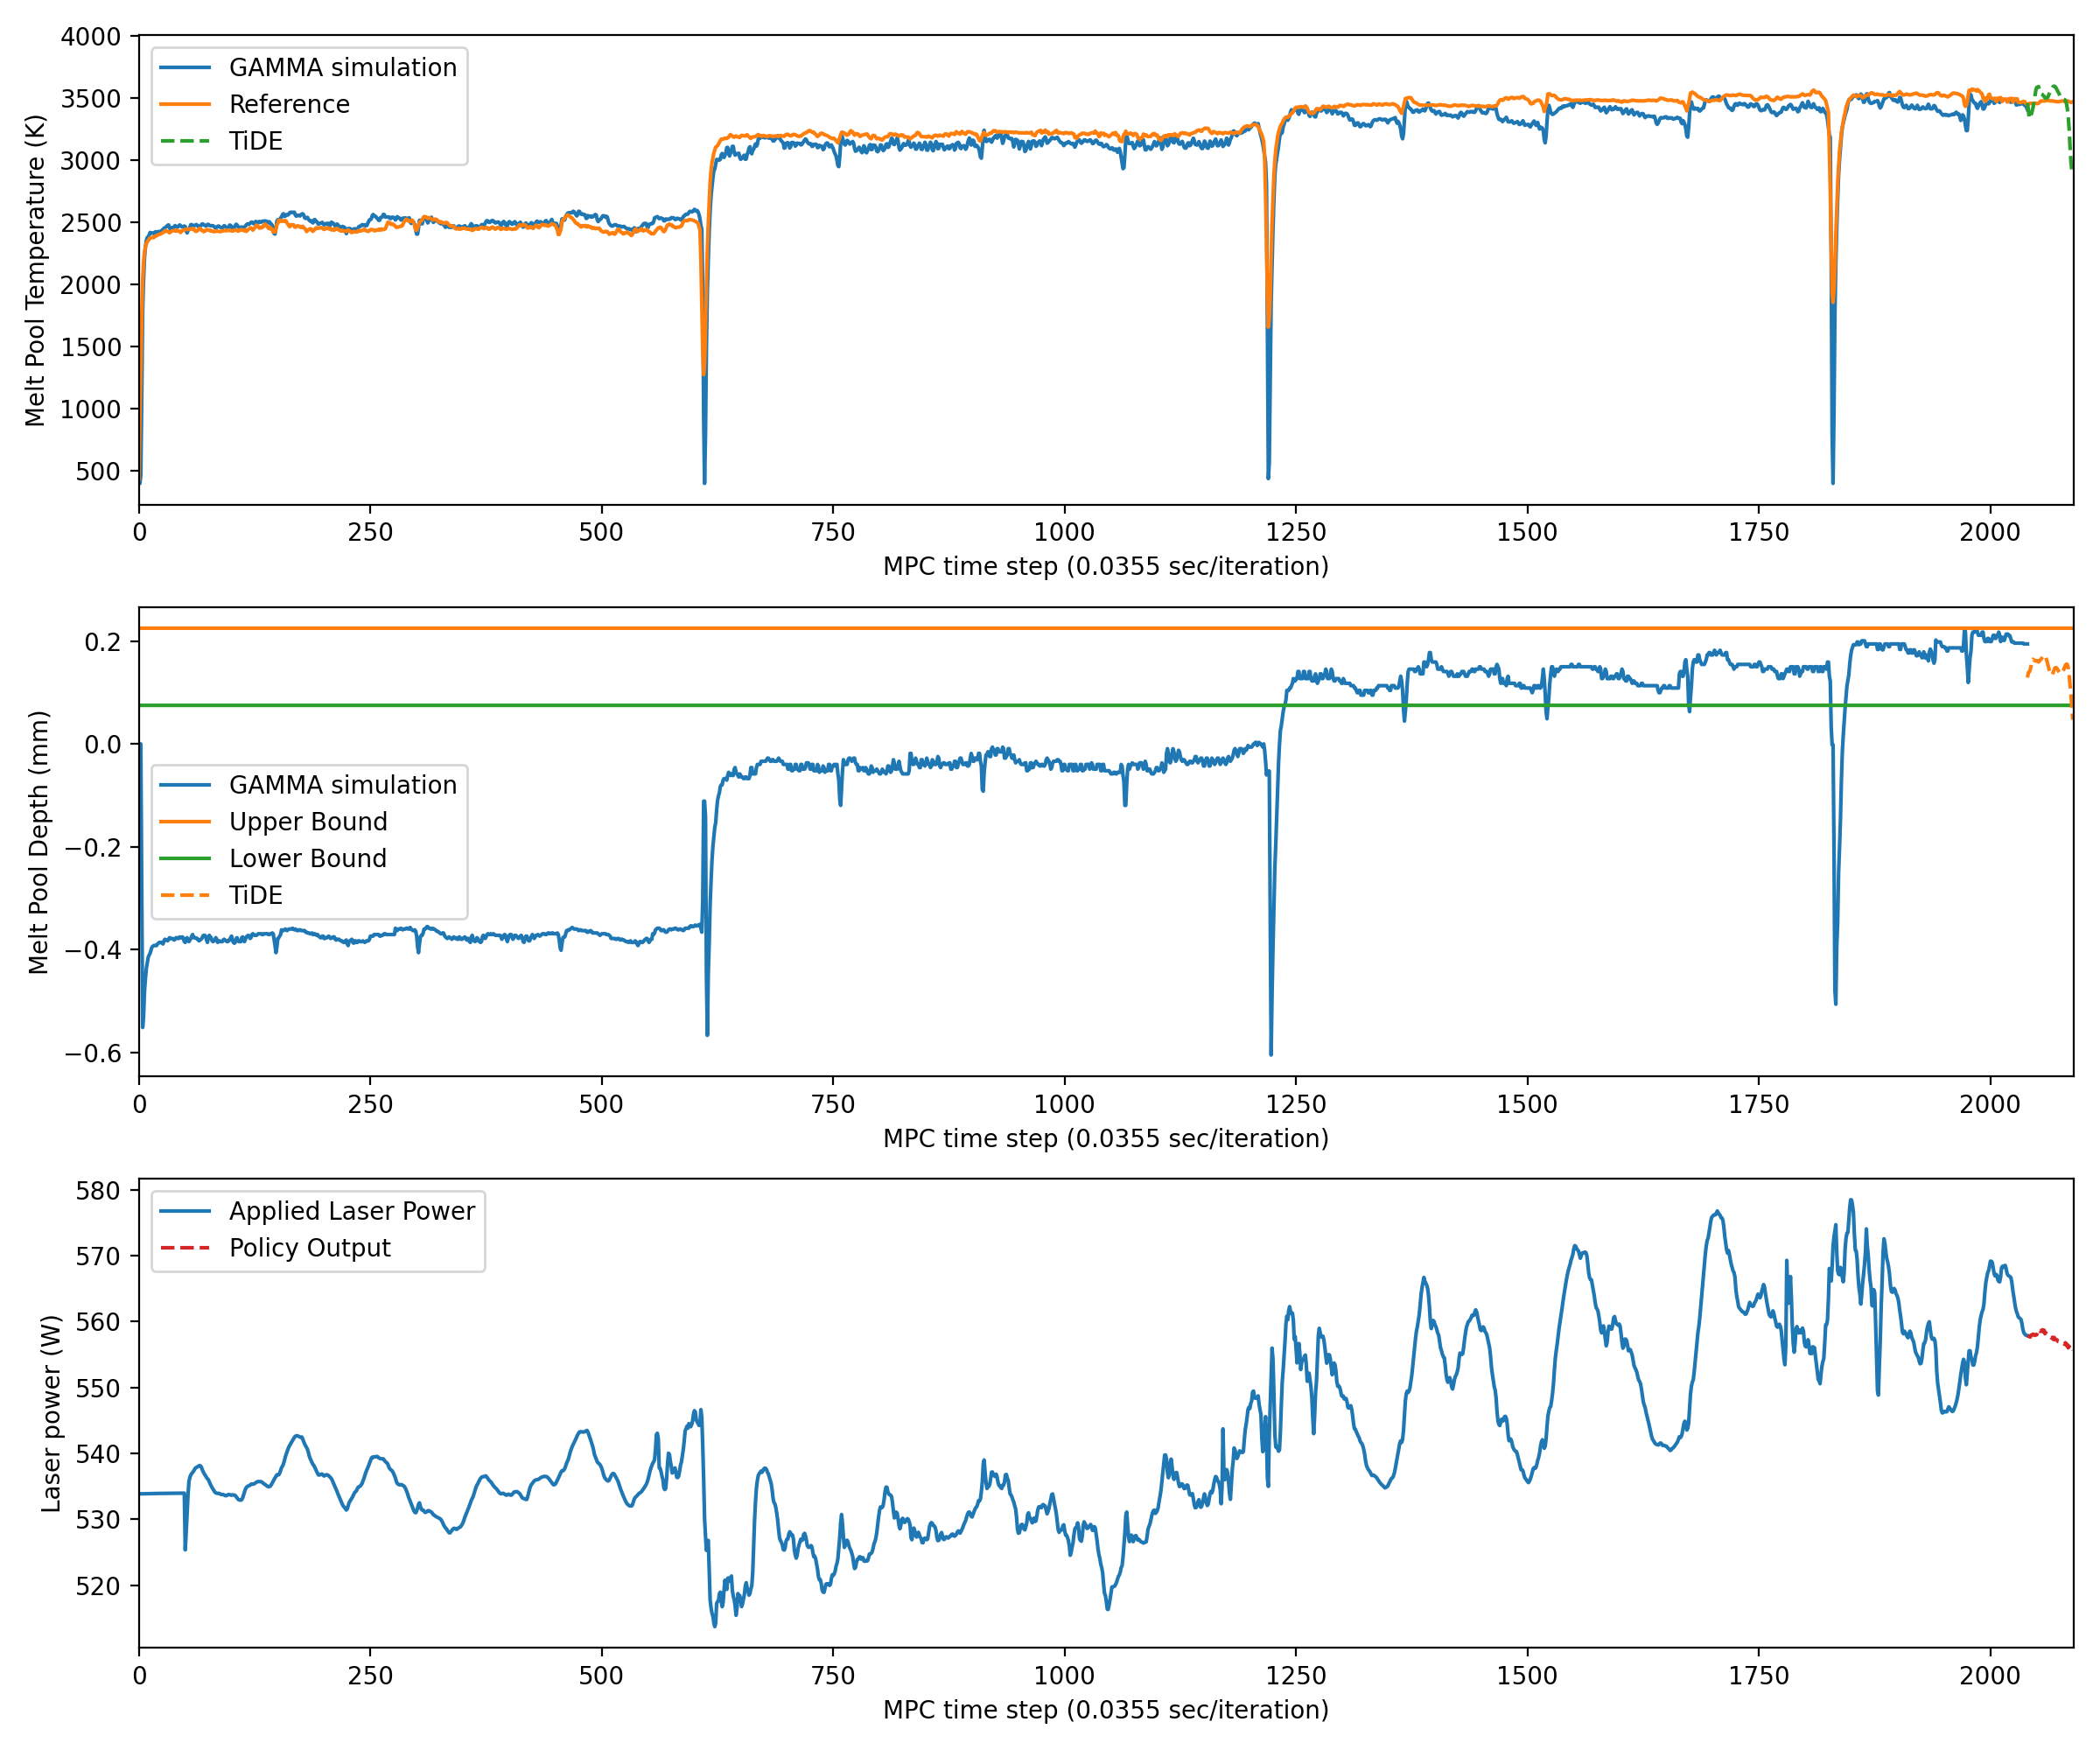 4000
3500
3000
2500
2000
1500
1000
500
Melt Pool Temperature (K)
GAMMA simulation
Reference
TiDE
0 250 500 750 1000 1250 1500 1750 2000
MPC time step (0.0355 sec/iteration)
0.2
0.0
−0.2
−0.4
−0.6
Melt Pool Depth (mm)
GAMMA simulation
Upper Bound
Lower Bound
TiDE
0 250 500 750 1000 1250 1500 1750 2000
MPC time step (0.0355 sec/iteration)
580
570
560
550
540
530
520
Laser power (W)
Applied Laser Power
Policy Output
0 250 500 750 1000 1250 1500 1750 2000
MPC time step (0.0355 sec/iteration)